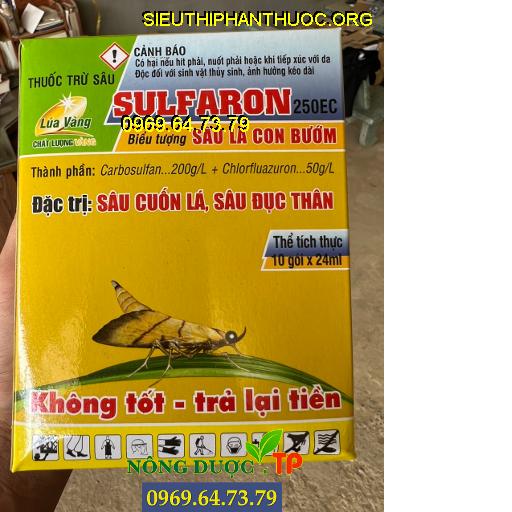 SIEUTHIPHANTHUOC.ORG
CẢNH BÁO
Có hại nếu hít phải, nuốt phải hoặc khi tiếp xúc với da
Độc đối với sinh vật thủy sinh, ảnh hưởng kéo dài
THUỐC TRỪ SÂU
SULFARON 250EC
0969.64.73.79
Lúa Vàng
CHẤT LƯỢNG VÀNG
Biểu tượng SÂU LÀ CON BƯỚM
Thành phần: Carbosulfan...200g/L + Chlorfluazuron...50g/L
Đặc trị: SÂU CUỐN LÁ, SÂU ĐỤC THÂN
Thể tích thực
10 gói x 24ml
Không tốt - trả lại tiền
NÔNG DƯỢC TP
0969.64.73.79